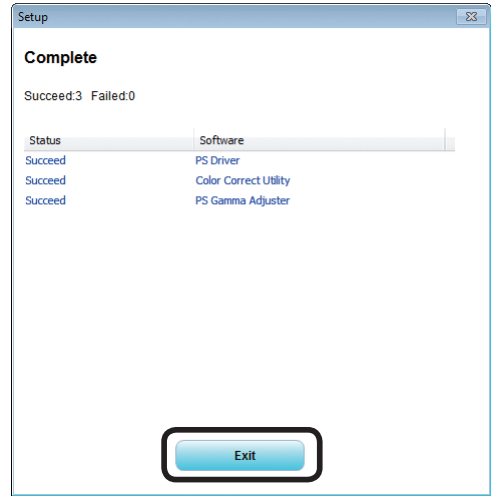 Setup
Complete
Succeed:3 Failed:0
Status Software
Succeed PS Driver
Succeed Color Correct Utility
Succeed PS Gamma Adjuster
Exit